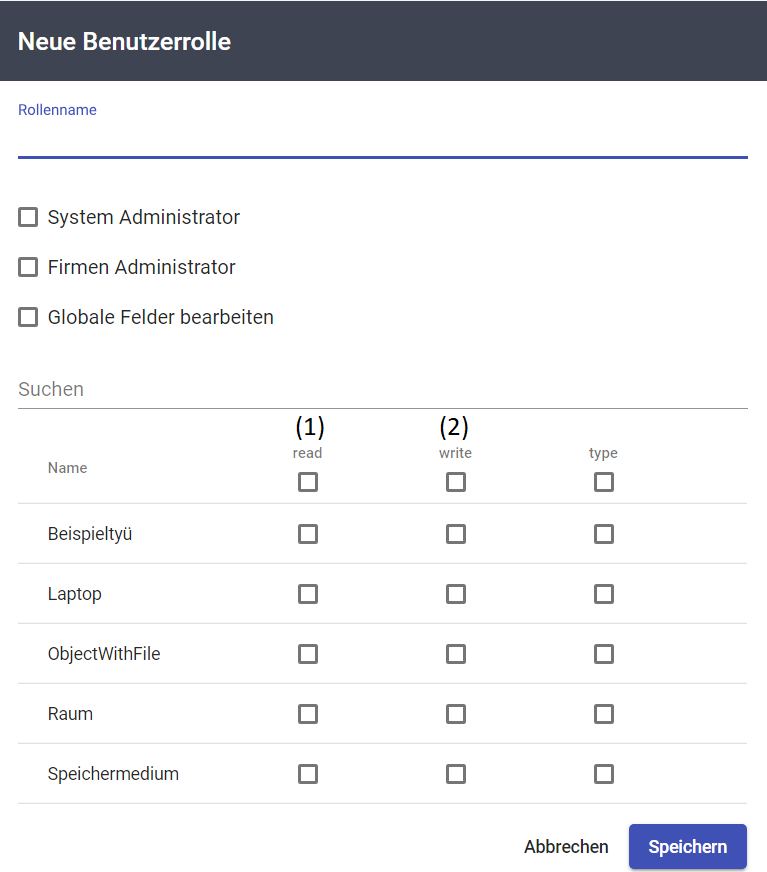 Neue Benutzerrolle
Rollenname
System Administrator
Firmen Administrator
Globale Felder bearbeiten
Suchen
(1) (2)
read write type
Name
Beispieltyü
Laptop
ObjectWithFile
Raum
Speichermedium
Abbrechen Speichern